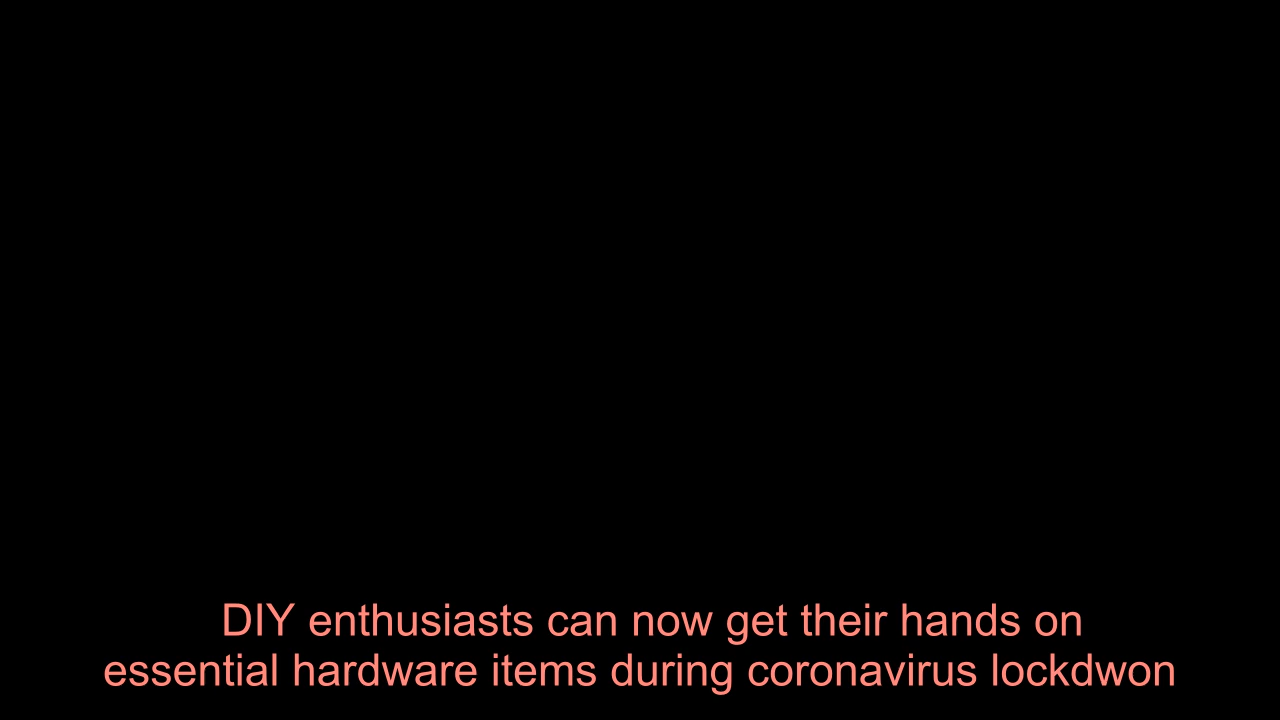 DIY enthusiasts can now get their hands on
essential hardware items during coronavirus lockdwon